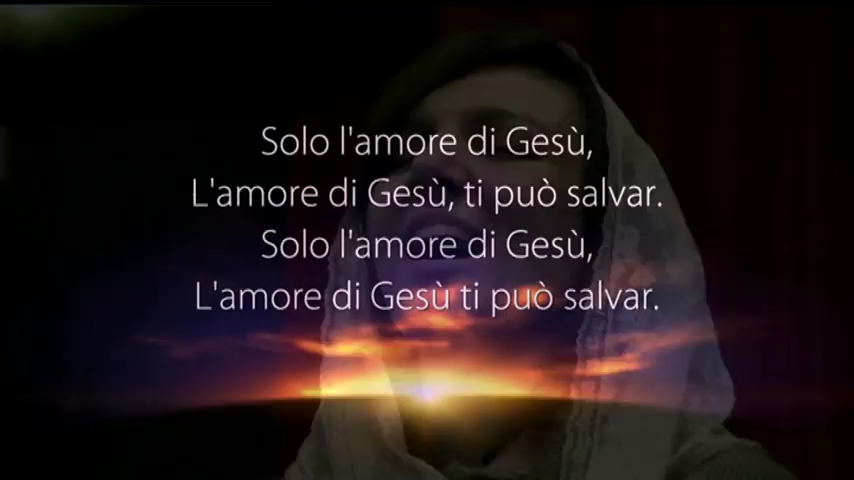 Solo l'amore di Gesù,
L'amore di Gesù, ti può salvar.
Solo l'amore di Gesù,
L'amore di Gesù ti può salvar.